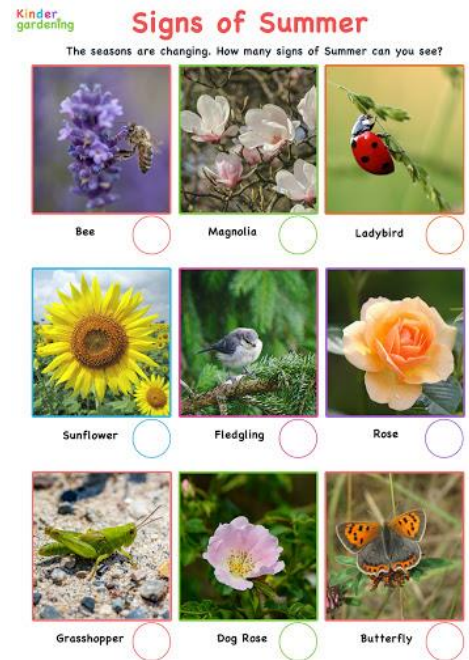 Kinder
gardening
Signs of Summer
The seasons are changing. How many signs of Summer can you see?
Bee
Magnolia
Ladybird
Sunflower
Fledgling
Rose
Grasshopper
Dog Rose
Butterfly